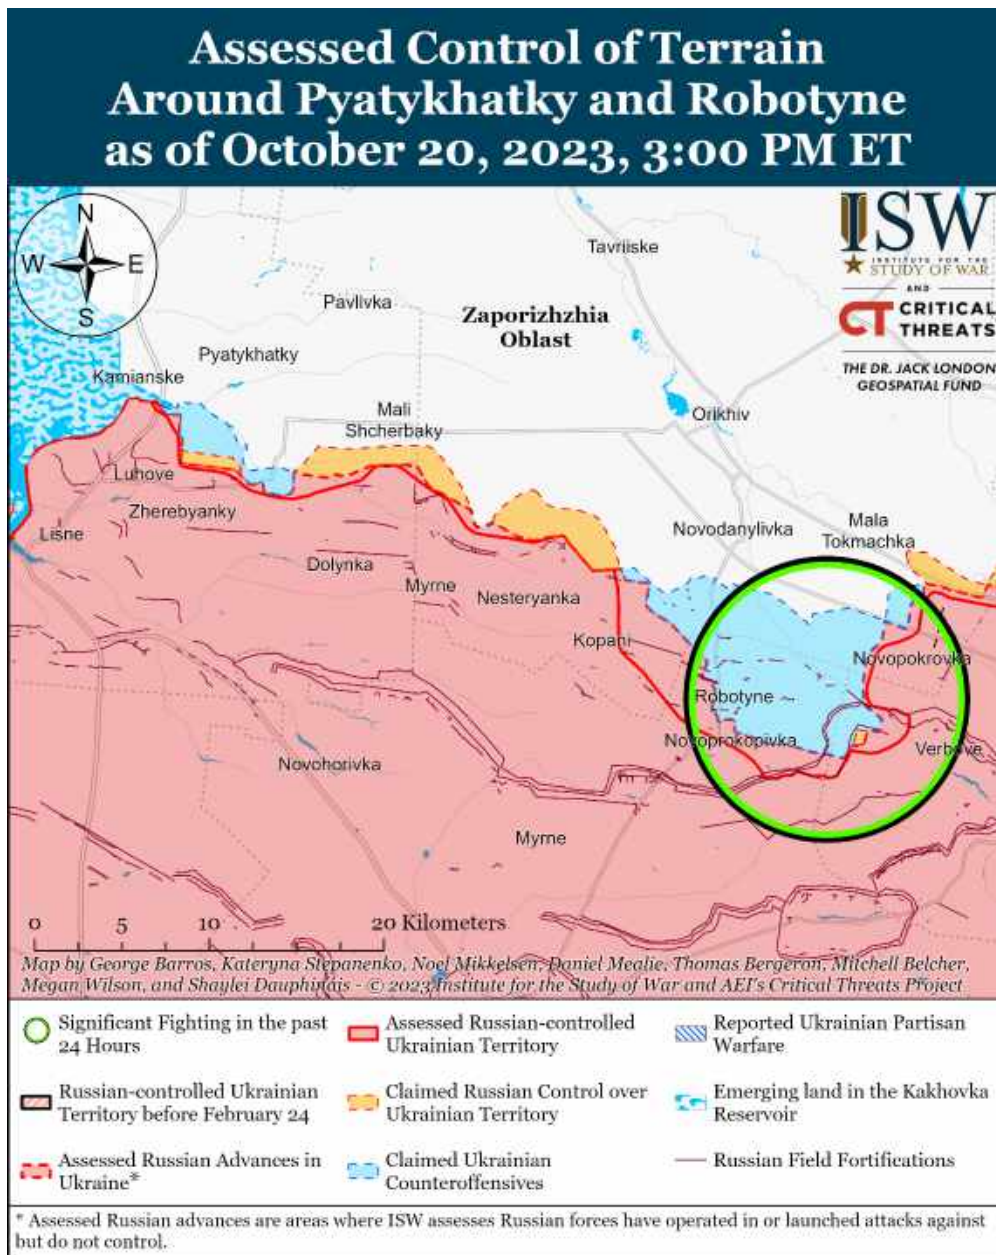 Assessed Control of Terrain
Around Pyatykhatky and Robotyne
as of October 20, 2023, 3:00 PM ET
N
W E
S
ISW
INSTITUTE FOR THE
STUDY OF WAR
AND
CT CRITICAL
THREATS
THE DR. JACK LONDON
GEOSPATIAL FUND
Tavriiske
Pavlivka
Zaporizhzhia
Oblast
Pyatykhatky
Kamianske
Mali
Shcherbaky
Orikhiv
Luhove
Zherebyanky
Lisne
Novodanylivka
Mala
Tokmachka
Dolynka
Myrne
Nesteryanka
Kopani
Novopokrovka
Robotyne
Novoprokopivka
Verbove
Novohorivka
Myrne
0 5 10 20 Kilometers
Map by George Barros, Kateryna Stepanenko, Noel Mikkelsen, Daniel Mealie, Thomas Bergeron, Mitchell Belcher,
Megan Wilson, and Shaylei Dauphinais - © 2023 Institute for the Study of War and AEI's Critical Threats Project
Significant Fighting in the past
24 Hours
Russian-controlled Ukrainian
Territory before February 24
Assessed Russian Advances in
Ukraine*
Assessed Russian-controlled
Ukrainian Territory
Claimed Russian Control over
Ukrainian Territory
Claimed Ukrainian
Counteroffensives
Reported Ukrainian Partisan
Warfare
Emerging land in the Kakhovka
Reservoir
Russian Field Fortifications
* Assessed Russian advances are areas where ISW assesses Russian forces have operated in or launched attacks against
but do not control.